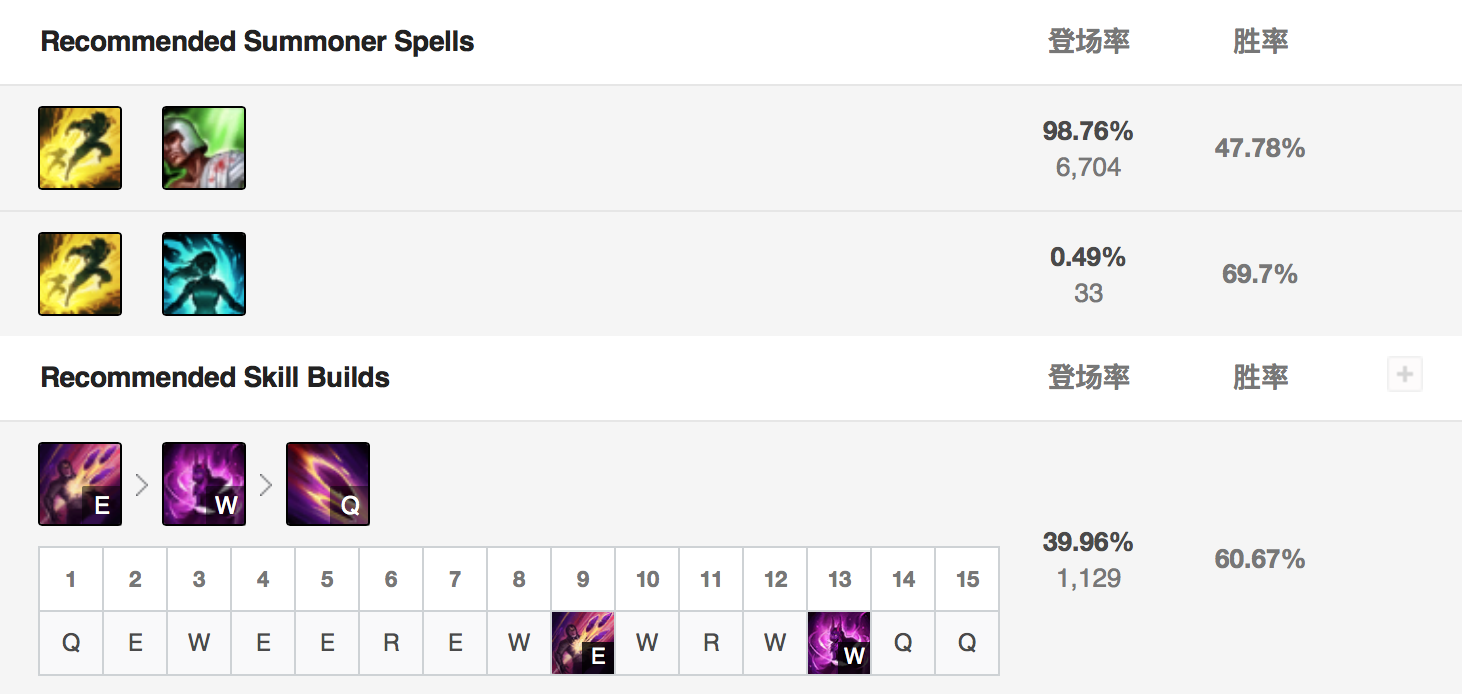 Recommended Summoner Spells 登场率 胜率
98.76%
6,704
47.78%
0.49%
33
69.7%
Recommended Skill Builds 登场率 胜率 +
E > W > Q
39.96%
1,129
60.67%
1 2 3 4 5 6 7 8 9 10 11 12 13 14 15
Q E W E E R E W E W R W W Q Q